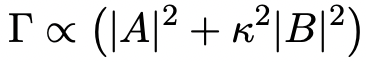 Γ ∝ (|A|² + κ²|B|²)